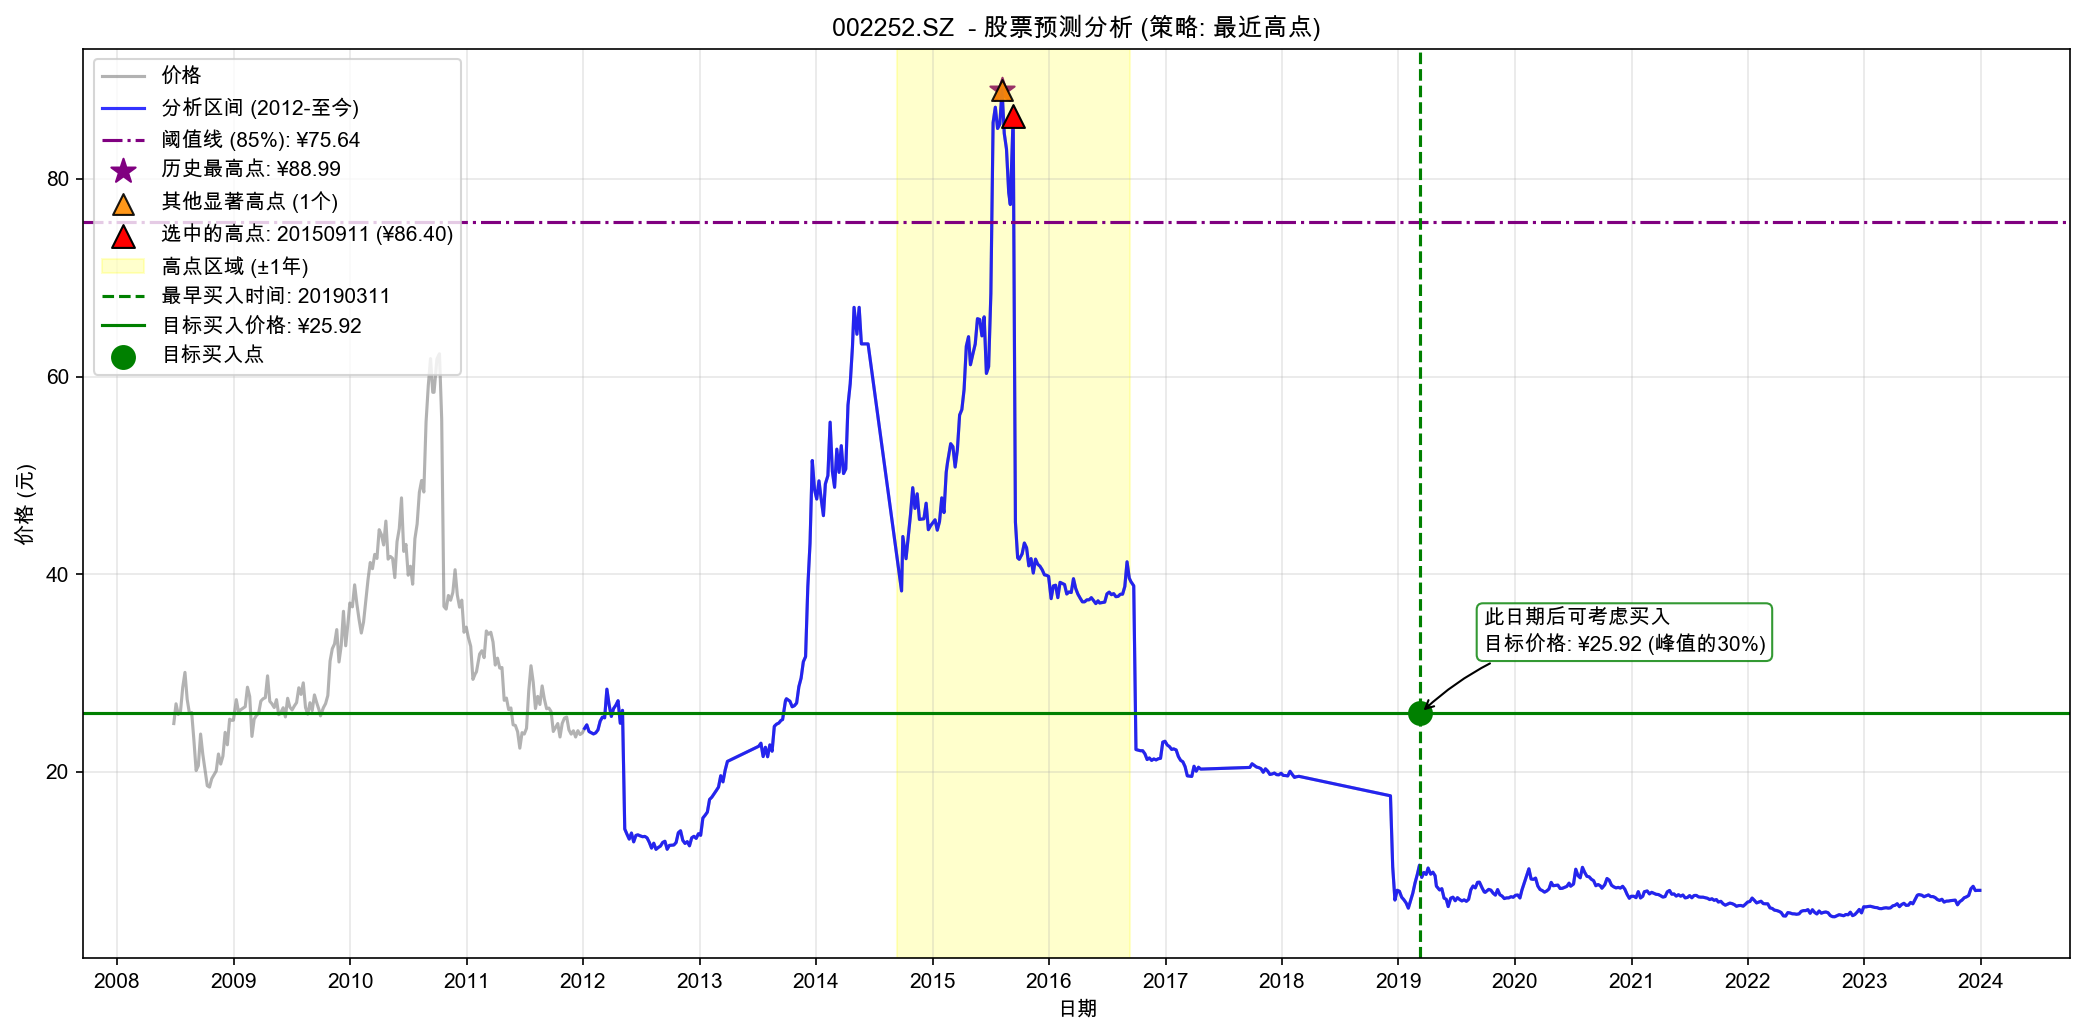 002252.SZ - 股票预测分析 (策略: 最近高点)
价格
分析区间 (2012-至今)
阈值线 (85%): ¥75.64
历史最高点: ¥88.99
其他显著高点 (1个)
选中的高点: 20150911 (¥86.40)
高点区域 (±1年)
最早买入时间: 20190311
目标买入价格: ¥25.92
目标买入点
价格 (元)
80
60
40
20
此日期后可考虑买入
目标价格: ¥25.92 (峰值的30%)
2008 2009 2010 2011 2012 2013 2014 2015 2016 2017 2018 2019 2020 2021 2022 2023 2024
日期